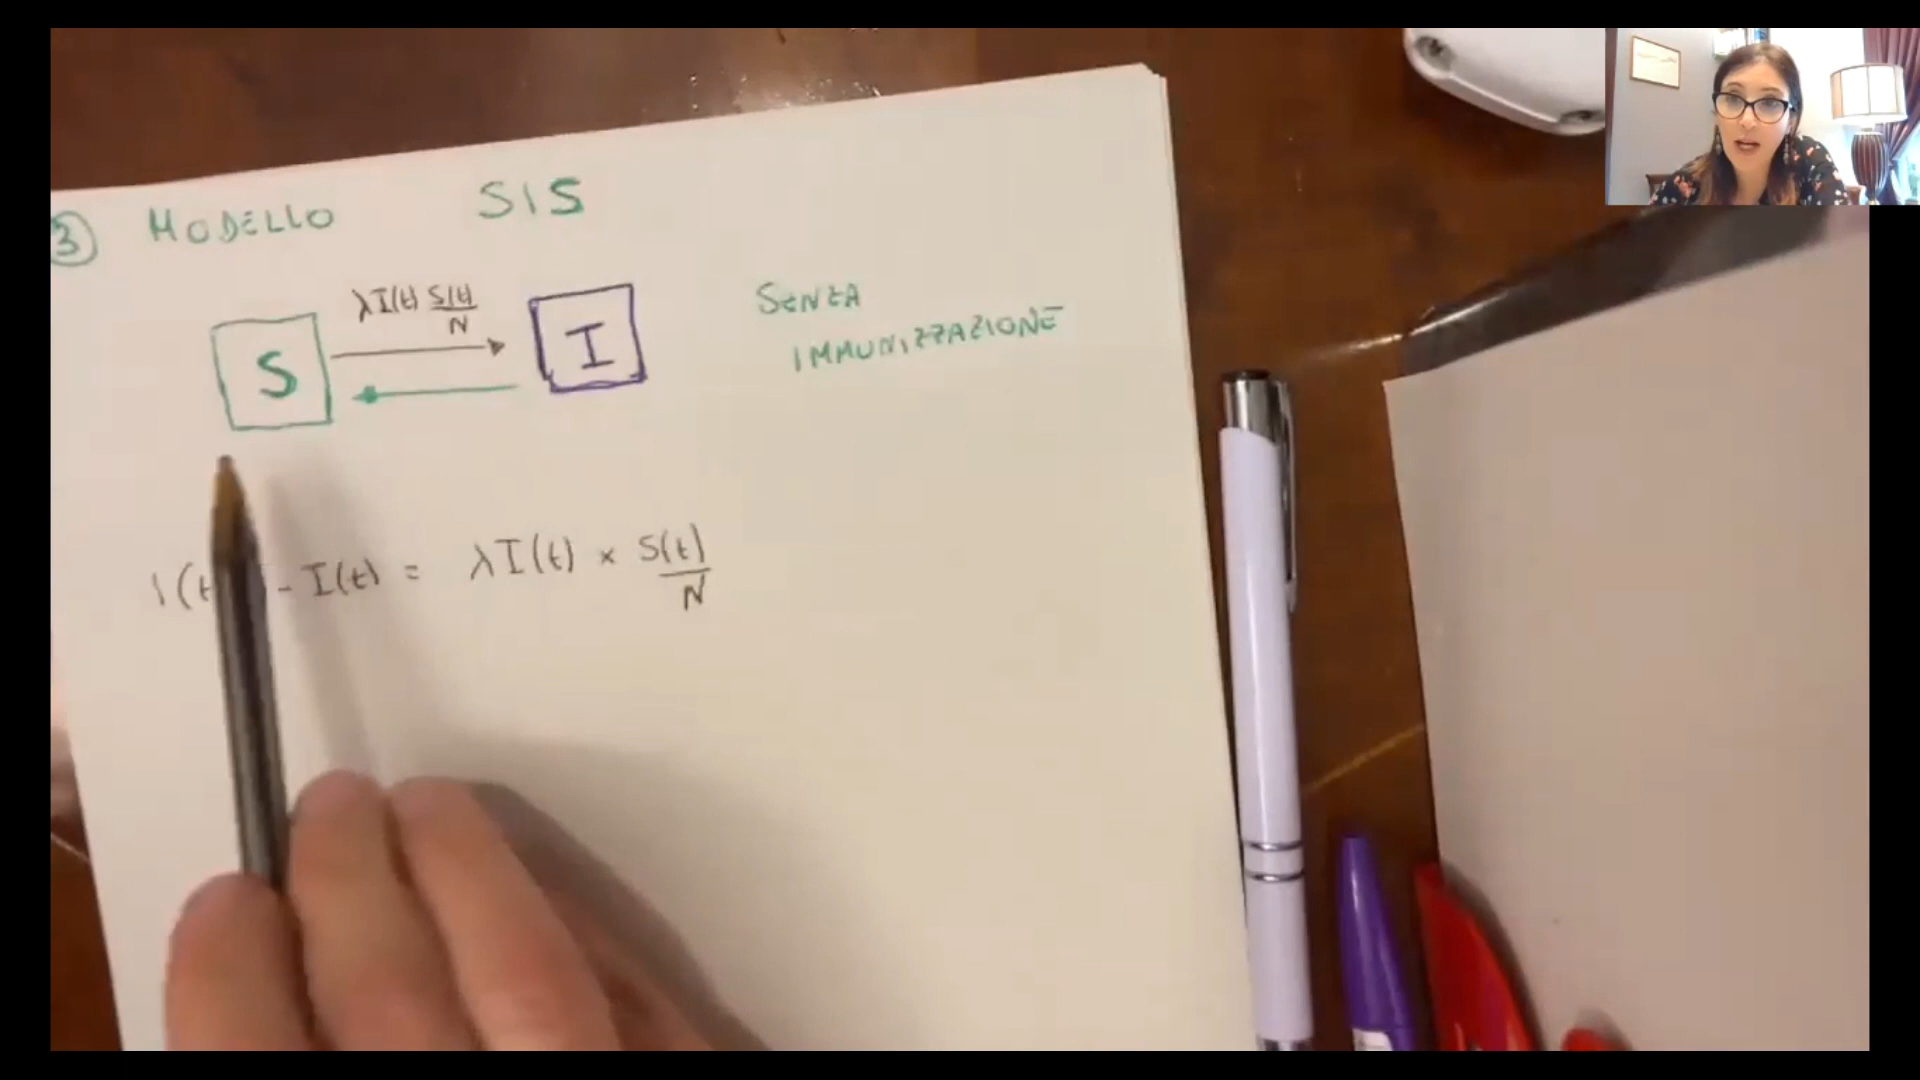 3 MODELLO SIS
λI(t) S(t)/N
S
I
SENZA
IMMUNIZZAZIONE
I(t - I(t) = λI(t) × S(t)/N